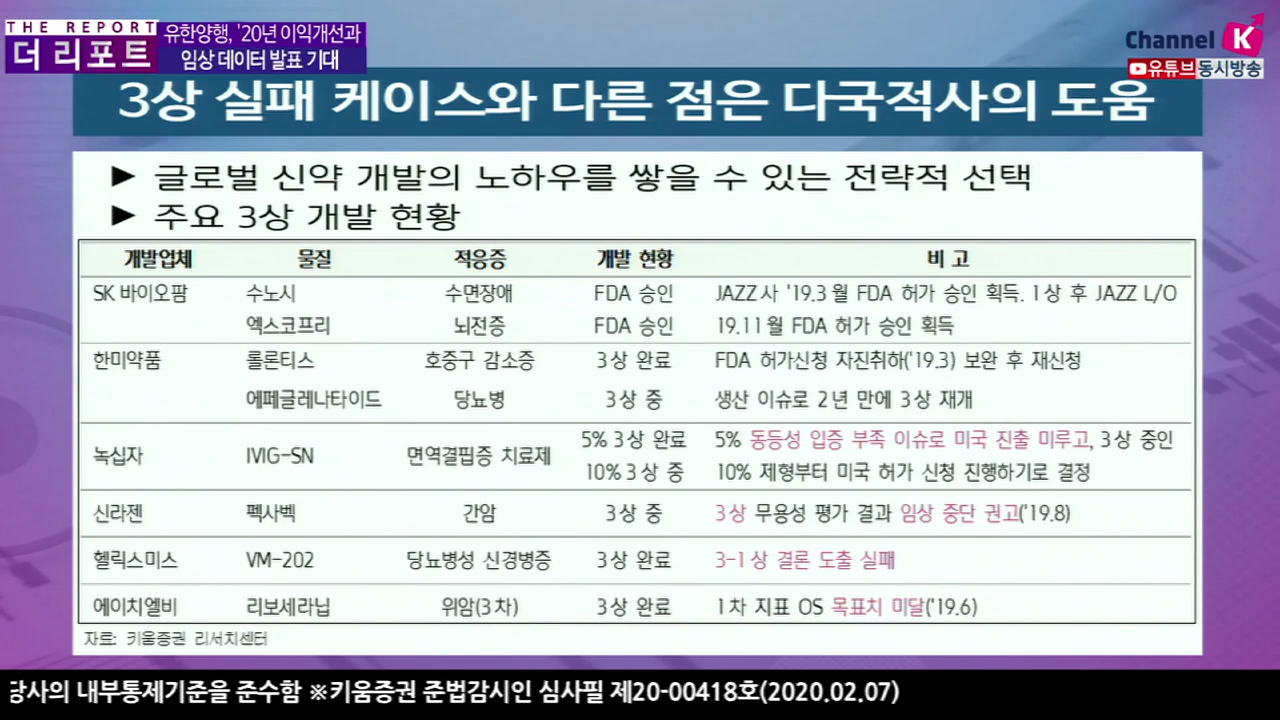 THE REPORT
더 리포트
유한양행, '20년 이익개선과
임상 데이터 발표 기대
Channel K
유튜브 동시방송
3상 실패 케이스와 다른 점은 다국적사의 도움
▶ 글로벌 신약 개발의 노하우를 쌓을 수 있는 전략적 선택
▶ 주요 3상 개발 현황
개발업체 물질 적응증 개발 현황 비 고
SK 바이오팜 수노시 수면장애 FDA 승인 JAZZ사 '19.3월 FDA 허가 승인 획득. 1상 후 JAZZ L/O
엑스코프리 뇌전증 FDA 승인 19.11월 FDA 허가 승인 획득
한미약품 롤론티스 호중구 감소증 3상 완료 FDA 허가신청 자진취하('19.3) 보완 후 재신청
에페글레나타이드 당뇨병 3상 중 생산 이슈로 2년 만에 3상 재개
녹십자 IVIG-SN 면역결핍증 치료제 5% 3상 완료 5% 동등성 입증 부족 이슈로 미국 진출 미루고, 3상 중인
10% 3상 중 10% 제형부터 미국 허가 신청 진행하기로 결정
신라젠 펙사벡 간암 3상 중 3상 무용성 평가 결과 임상 중단 권고('19.8)
헬릭스미스 VM-202 당뇨병성 신경병증 3상 완료 3-1상 결론 도출 실패
에이치엘비 리보세라닙 위암(3차) 3상 완료 1차 지표 OS 목표치 미달('19.6)
자료: 키움증권 리서치센터
당사의 내부통제기준을 준수함 ※키움증권 준법감시인 심사필 제20-00418호(2020.02.07)